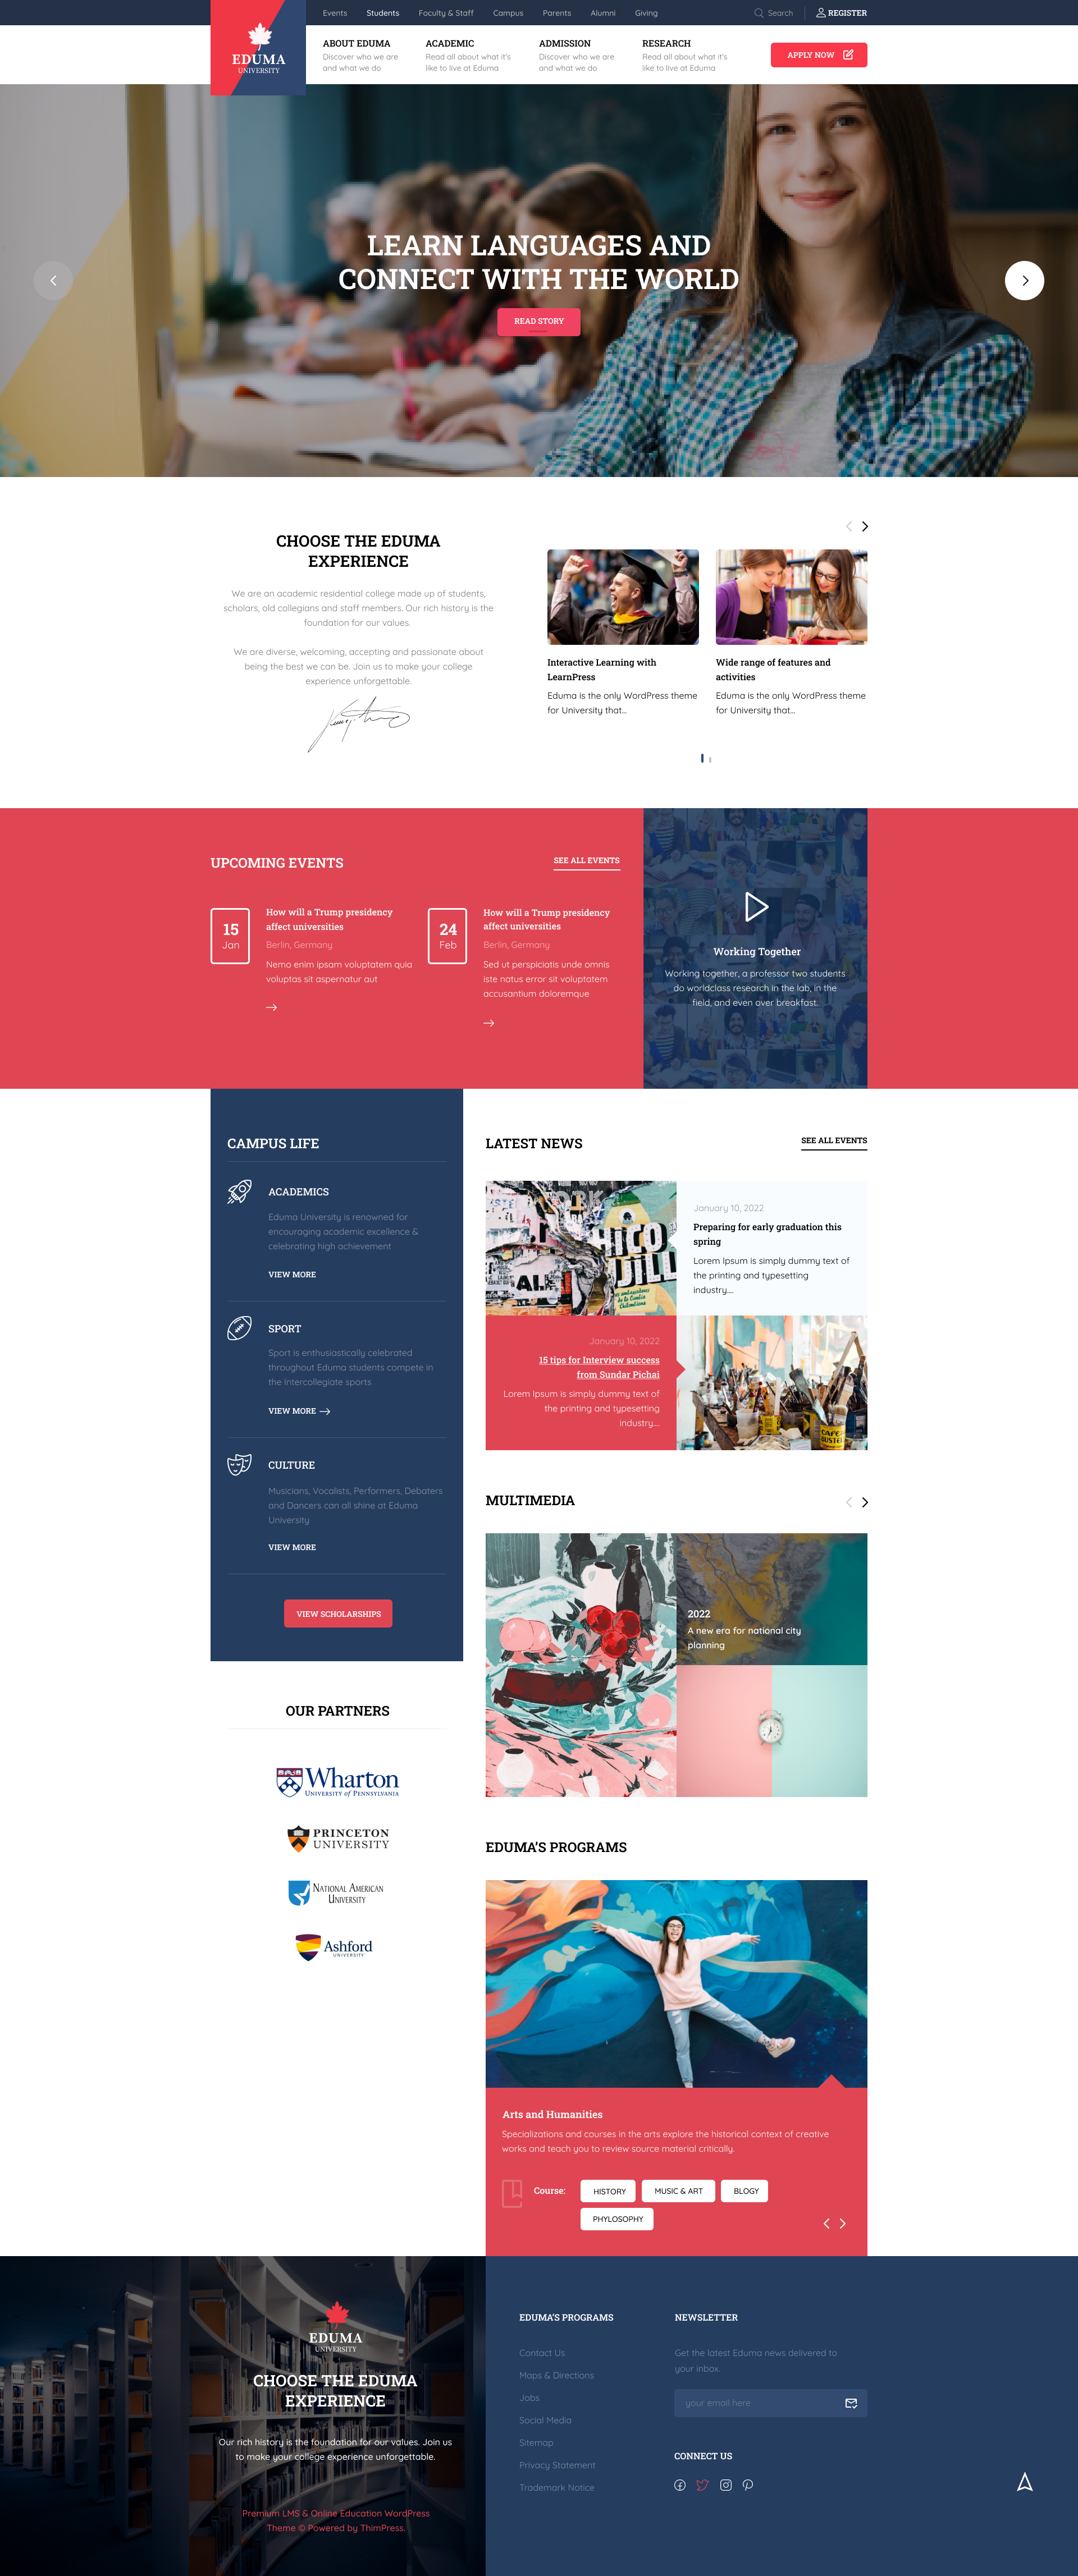 Events Students Faculty & Staff Campus Parents Alumni Giving Search REGISTER
EDUMA
UNIVERSITY
ABOUT EDUMA
Discover who we are
and what we do
ACADEMIC
Read all about what it's
like to live at Eduma
ADMISSION
Discover who we are
and what we do
RESEARCH
Read all about what it's
like to live at Eduma
APPLY NOW
LEARN LANGUAGES AND
CONNECT WITH THE WORLD
READ STORY
CHOOSE THE EDUMA
EXPERIENCE
We are an academic residential college made up of students,
scholars, old collegians and staff members. Our rich history is the
foundation for our values.
We are diverse, welcoming, accepting and passionate about
being the best we can be. Join us to make your college
experience unforgettable.
Interactive Learning with
LearnPress
Eduma is the only WordPress theme
for University that...
Wide range of features and
activities
Eduma is the only WordPress theme
for University that...
UPCOMING EVENTS
SEE ALL EVENTS
15
Jan
How will a Trump presidency
affect universities
Berlin, Germany
Nemo enim ipsam voluptatem quia
voluptas sit aspernatur aut
24
Feb
How will a Trump presidency
affect universities
Berlin, Germany
Sed ut perspiciatis unde omnis
iste natus error sit voluptatem
accusantium doloremque
Working Together
Working together, a professor two students
do worldclass research in the lab, in the
field, and even over breakfast.
CAMPUS LIFE
ACADEMICS
Eduma University is renowned for
encouraging academic excellence &
celebrating high achievement
VIEW MORE
SPORT
Sport is enthusiastically celebrated
throughout Eduma students compete in
the Intercollegiate sports
VIEW MORE
CULTURE
Musicians, Vocalists, Performers, Debaters
and Dancers can all shine at Eduma
University
VIEW MORE
VIEW SCHOLARSHIPS
OUR PARTNERS
Wharton
UNIVERSITY of PENNSYLVANIA
PRINCETON
UNIVERSITY
NATIONAL AMERICAN
UNIVERSITY
Ashford
UNIVERSITY
LATEST NEWS
SEE ALL EVENTS
January 10, 2022
Preparing for early graduation this
spring
Lorem Ipsum is simply dummy text of
the printing and typesetting
industry....
January 10, 2022
15 tips for Interview success
from Sundar Pichai
Lorem Ipsum is simply dummy text of
the printing and typesetting
industry....
MULTIMEDIA
2022
A new era for national city
planning
EDUMA'S PROGRAMS
Arts and Humanities
Specializations and courses in the arts explore the historical context of creative
works and teach you to review source material critically.
Course: HISTORY MUSIC & ART BLOGY
PHYLOSOPHY
EDUMA
UNIVERSITY
CHOOSE THE EDUMA
EXPERIENCE
Our rich history is the foundation for our values. Join us
to make your college experience unforgettable.
Premium LMS & Online Education WordPress
Theme © Powered by ThimPress.
EDUMA'S PROGRAMS
Contact Us
Maps & Directions
Jobs
Social Media
Sitemap
Privacy Statement
Trademark Notice
NEWSLETTER
Get the latest Eduma news delivered to
your inbox.
your email here
CONNECT US